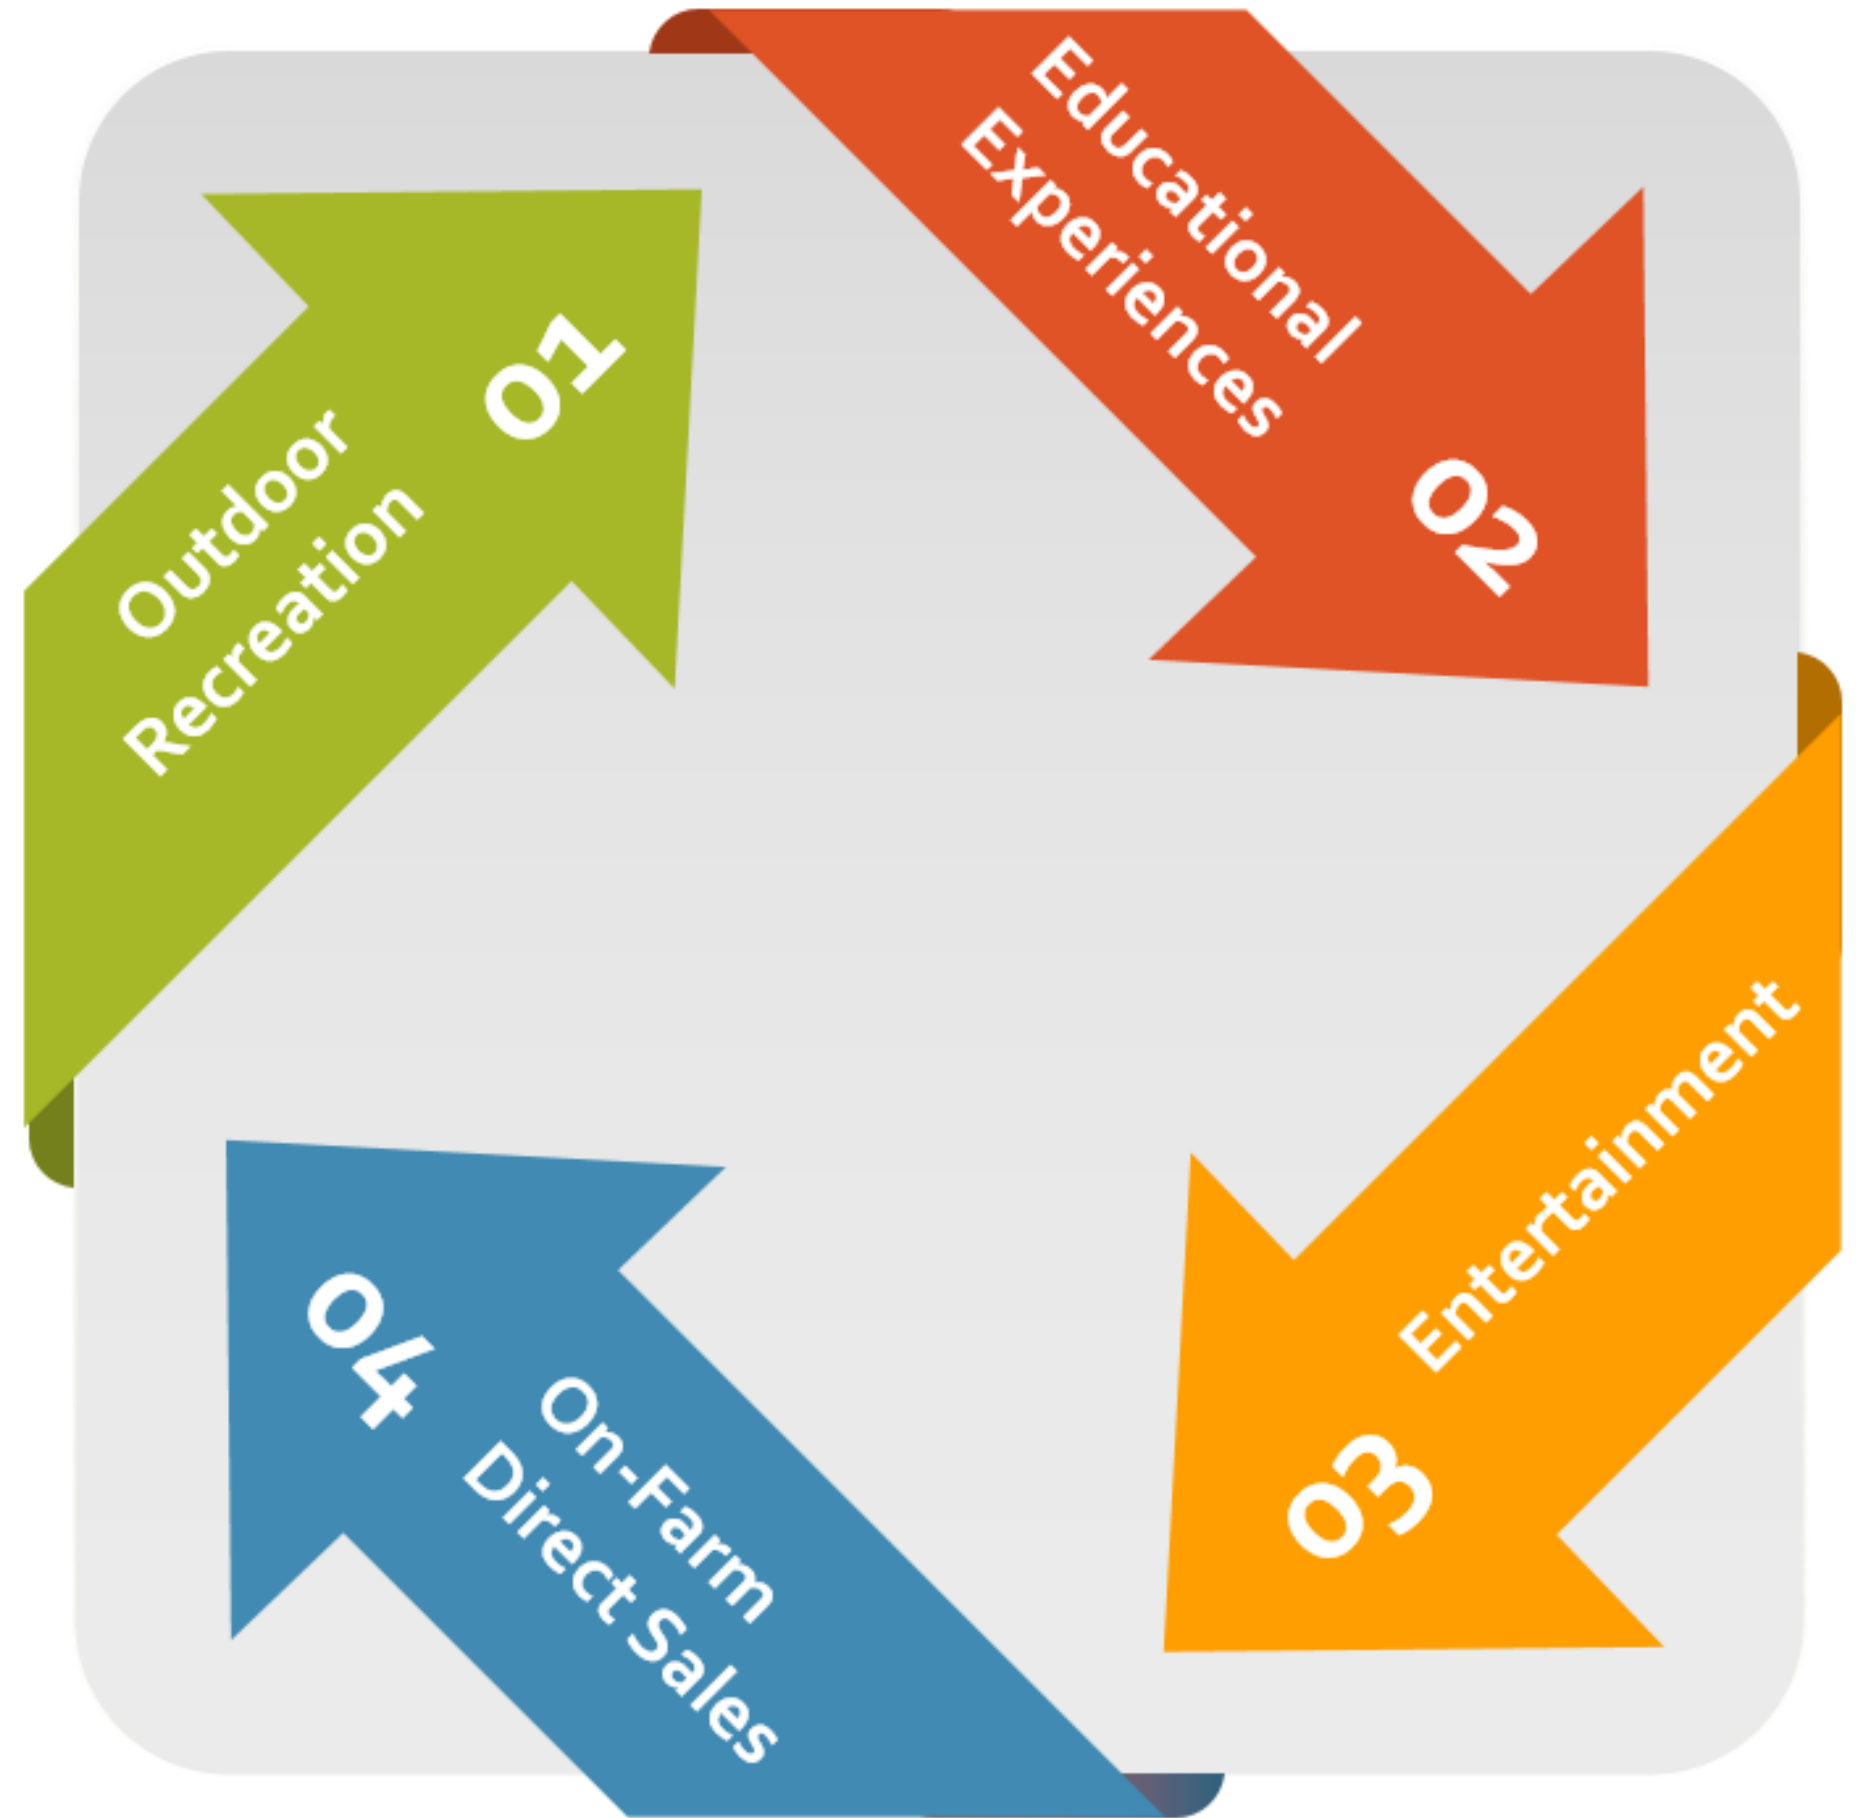 Outdoor
Recreation
01
Educational
Experiences
02
Entertainment
03
On-Farm
Direct Sales
04